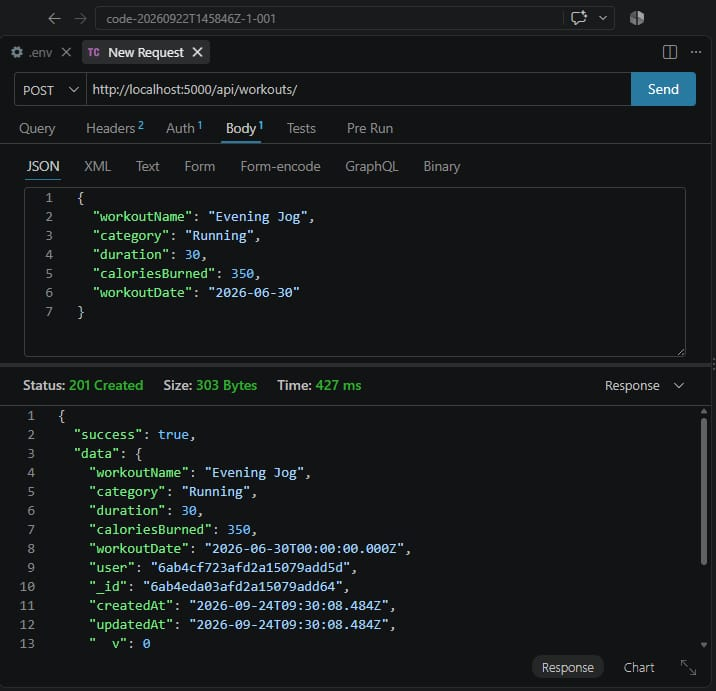 code-20260922T145846Z-1-001
.env
TC New Request
POST http://localhost:5000/api/workouts/ Send
Query Headers 2 Auth 1 Body 1 Tests Pre Run
JSON XML Text Form Form-encode GraphQL Binary
1 {
2 "workoutName": "Evening Jog",
3 "category": "Running",
4 "duration": 30,
5 "caloriesBurned": 350,
6 "workoutDate": "2026-06-30"
7 }
Status: 201 Created Size: 303 Bytes Time: 427 ms Response
1 {
2 "success": true,
3 "data": {
4 "workoutName": "Evening Jog",
5 "category": "Running",
6 "duration": 30,
7 "caloriesBurned": 350,
8 "workoutDate": "2026-06-30T00:00:00.000Z",
9 "user": "6ab4cf723afd2a15079add5d",
10 "_id": "6ab4eda03afd2a15079add64",
11 "createdAt": "2026-09-24T09:30:08.484Z",
12 "updatedAt": "2026-09-24T09:30:08.484Z",
13 "__v": 0
Response Chart